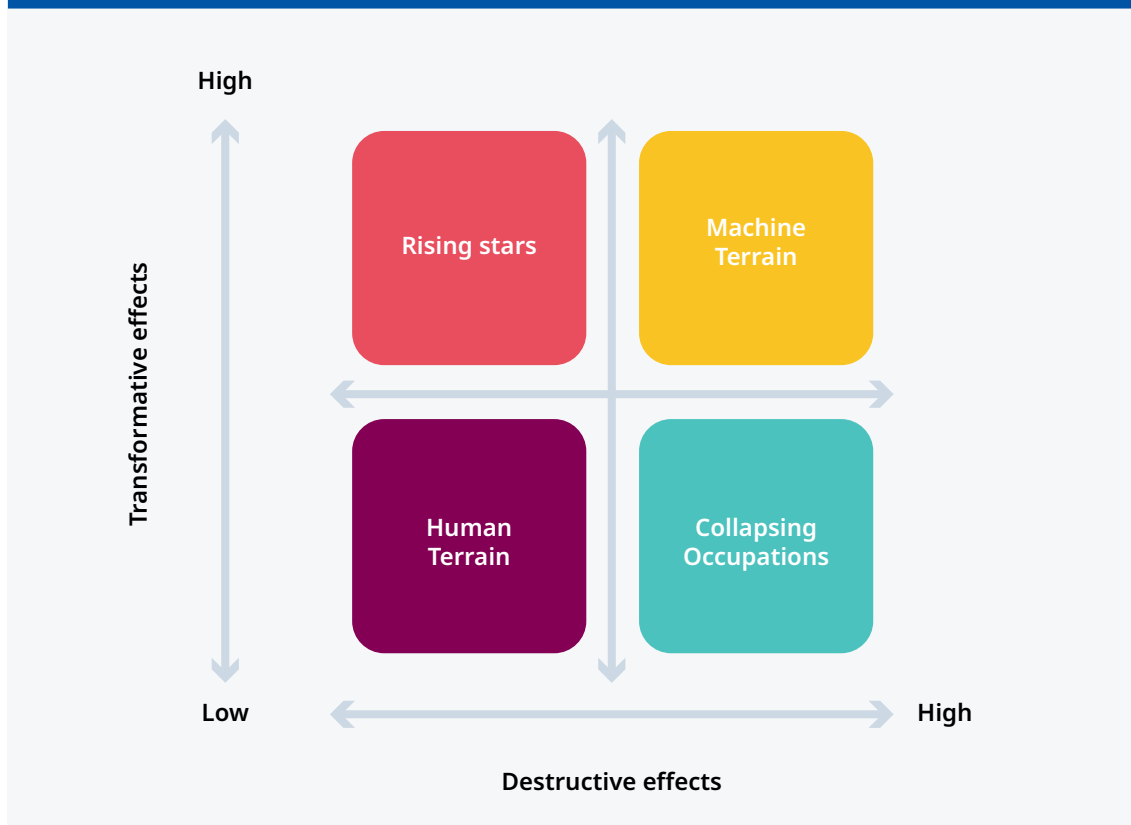 High
Rising stars
Machine
Terrain
Transformative effects
Human
Terrain
Collapsing
Occupations
Low
High
Destructive effects